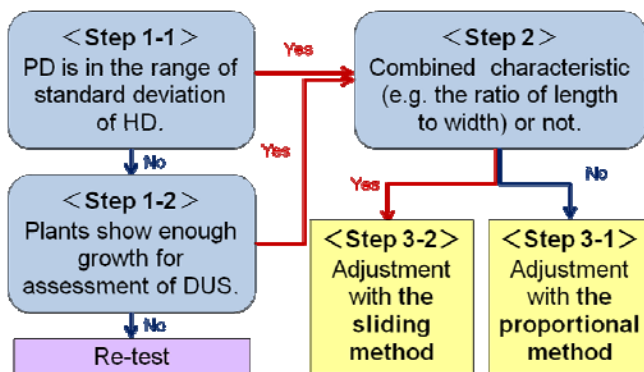 <Step 1-1>
PD is in the range of
standard deviation
of HD.
Yes
<Step 2>
Combined characteristic
(e.g. the ratio of length
to width) or not.
No
Yes
<Step 1-2>
Plants show enough
growth for
assessment of DUS.
Yes
No
<Step 3-2>
Adjustment
with the
sliding
method
<Step 3-1>
Adjustment
with the
proportional
method
No
Re-test